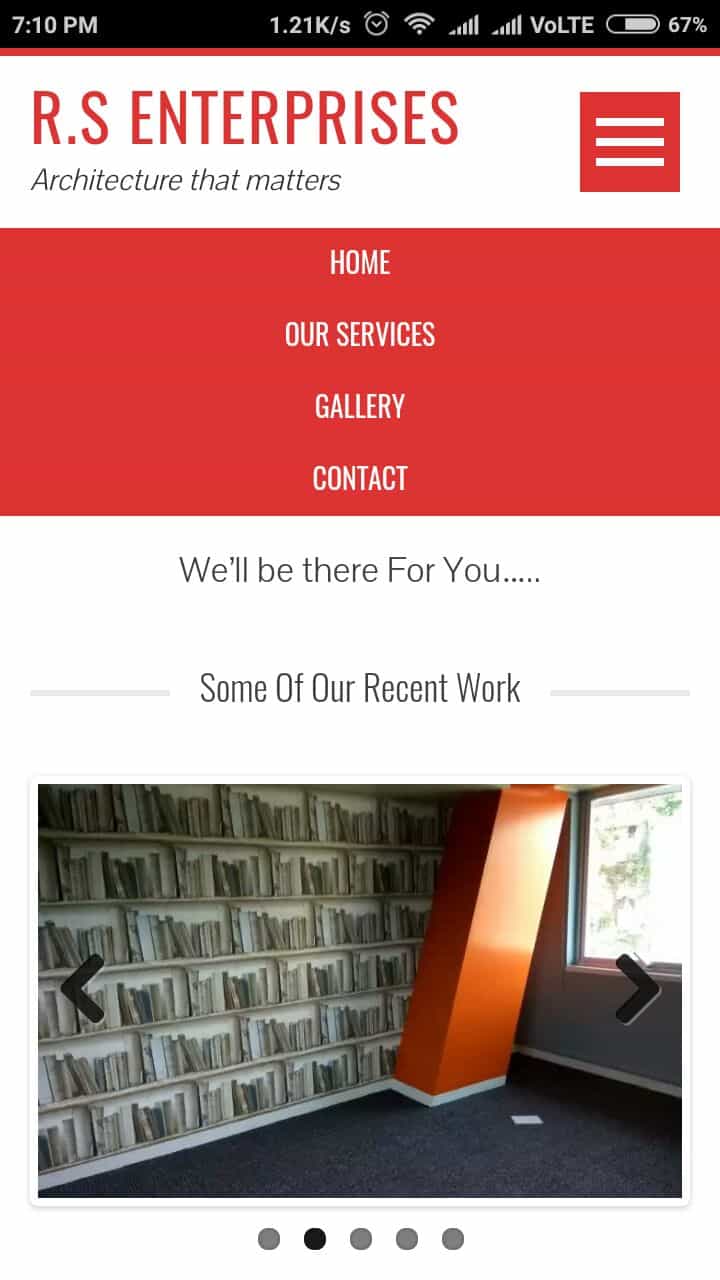 7:10 PM 1.21K/s VoLTE 67%
R.S ENTERPRISES
Architecture that matters
HOME
OUR SERVICES
GALLERY
CONTACT
We'll be there For You.....
Some Of Our Recent Work